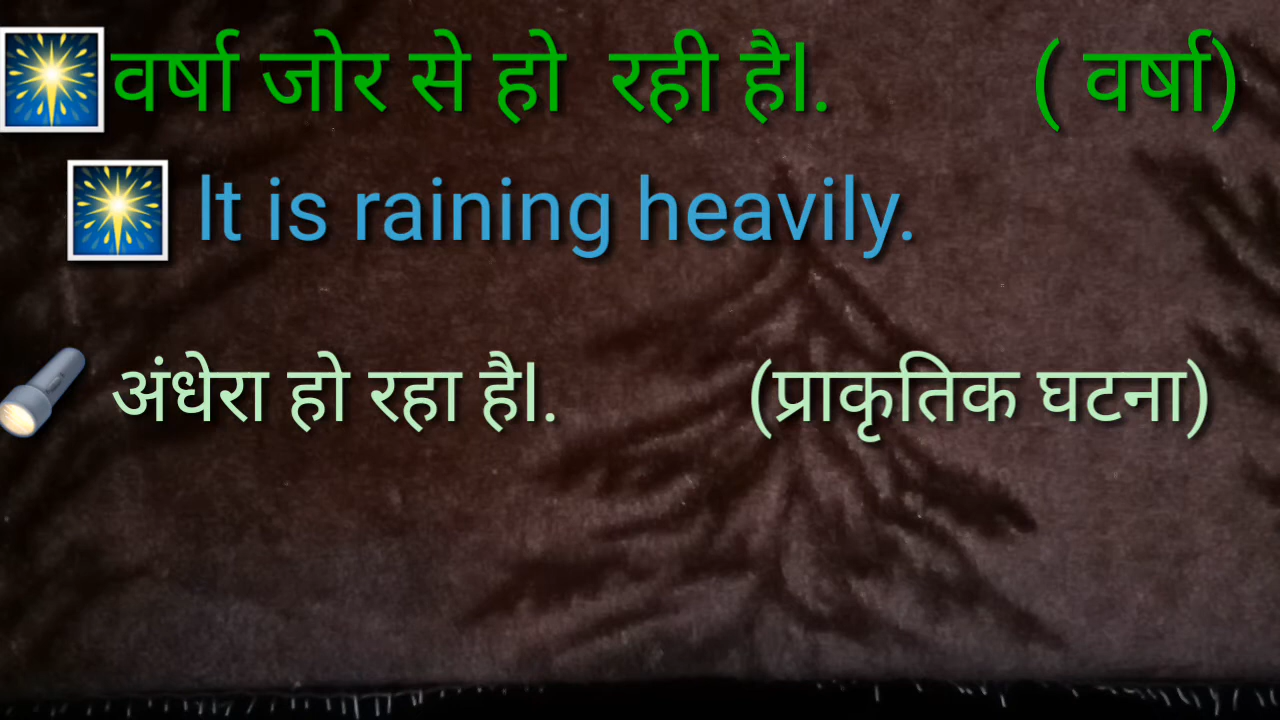 वर्षा जोर से हो रही है।. ( वर्षा)
It is raining heavily.
अंधेरा हो रहा है।. (प्राकृतिक घटना)